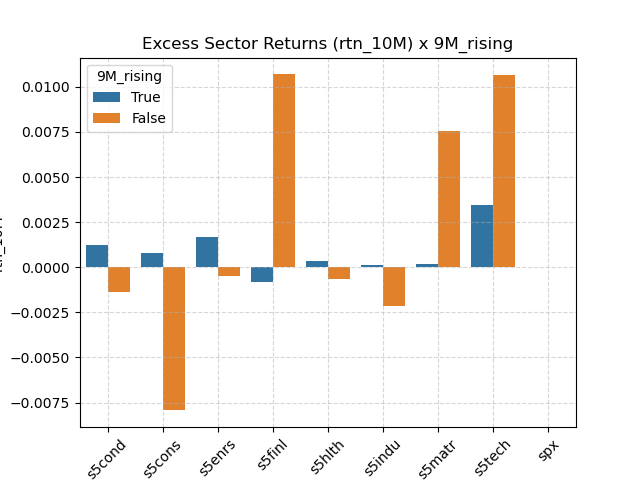 Excess Sector Returns (rtn_10M) x 9M_rising
9M_rising
True
False
0.0100
0.0075
0.0050
0.0025
0.0000
−0.0025
−0.0050
−0.0075
rtn_10M
s5cond
s5cons
s5enrs
s5finl
s5hlth
s5indu
s5matr
s5tech
spx